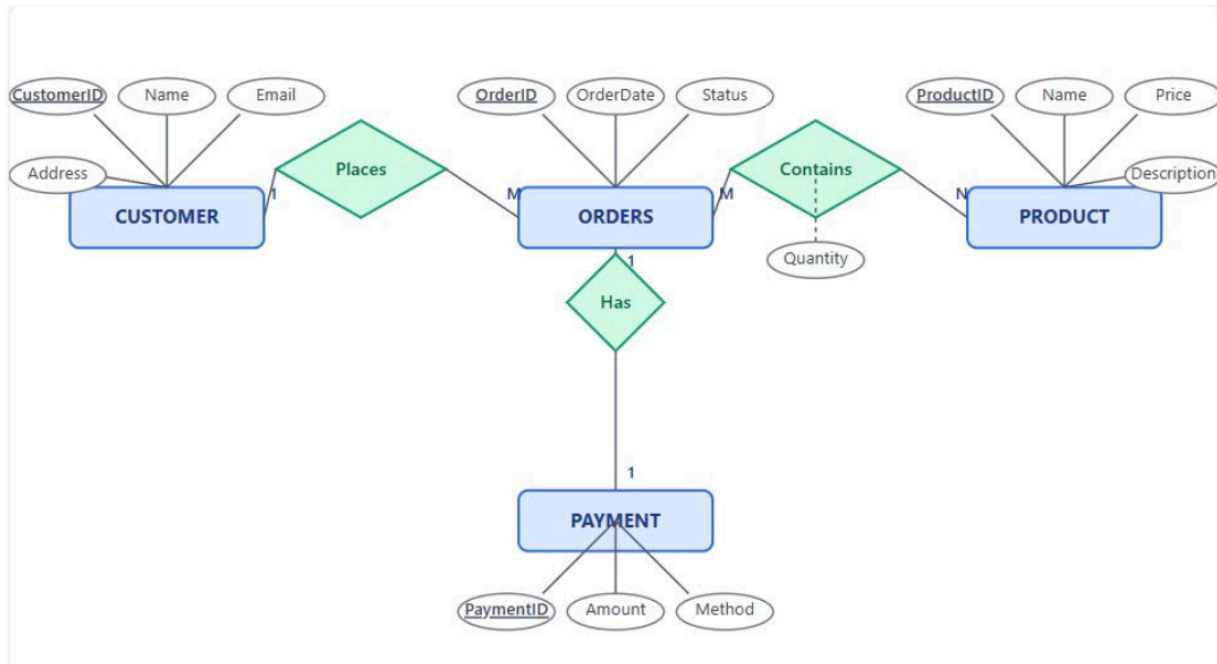 CustomerID
Name
Email
OrderID
OrderDate
Status
ProductID
Name
Price
Address
Places
Contains
Description
1
M
M
N
CUSTOMER
ORDERS
PRODUCT
Quantity
1
Has
1
PAYMENT
PaymentID
Amount
Method